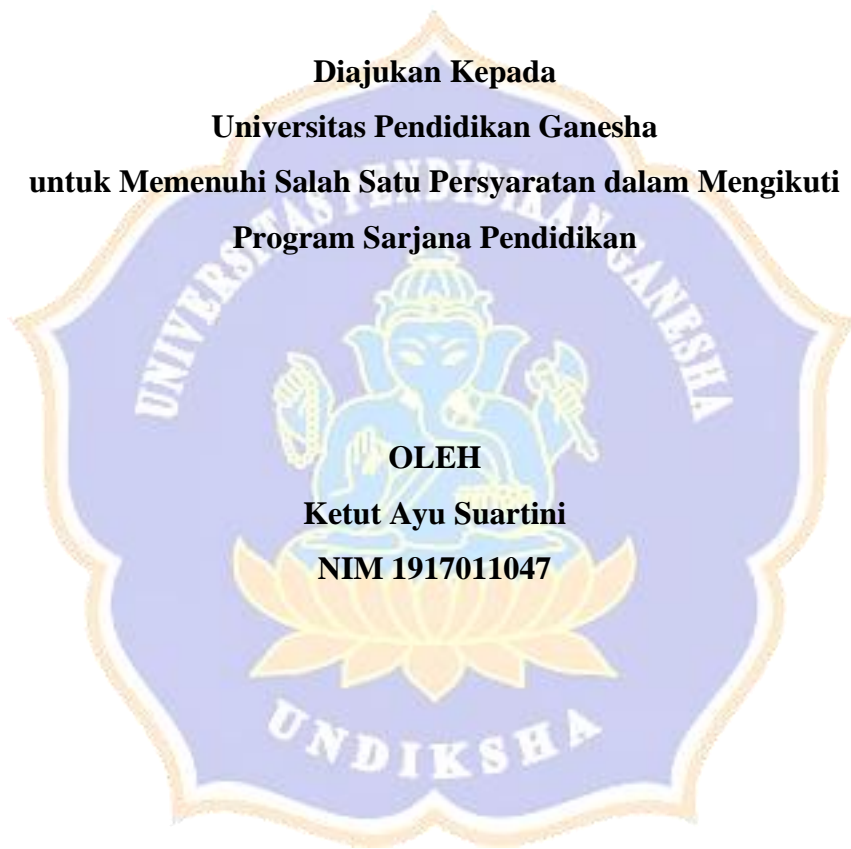 Diajukan Kepada
Universitas Pendidikan Ganesha
untuk Memenuhi Salah Satu Persyaratan dalam Mengikuti
Program Sarjana Pendidikan
UNIVERSITAS PENDIDIKAN GANESHA
OLEH
Ketut Ayu Suartini
NIM 1917011047
UNDIKSHA